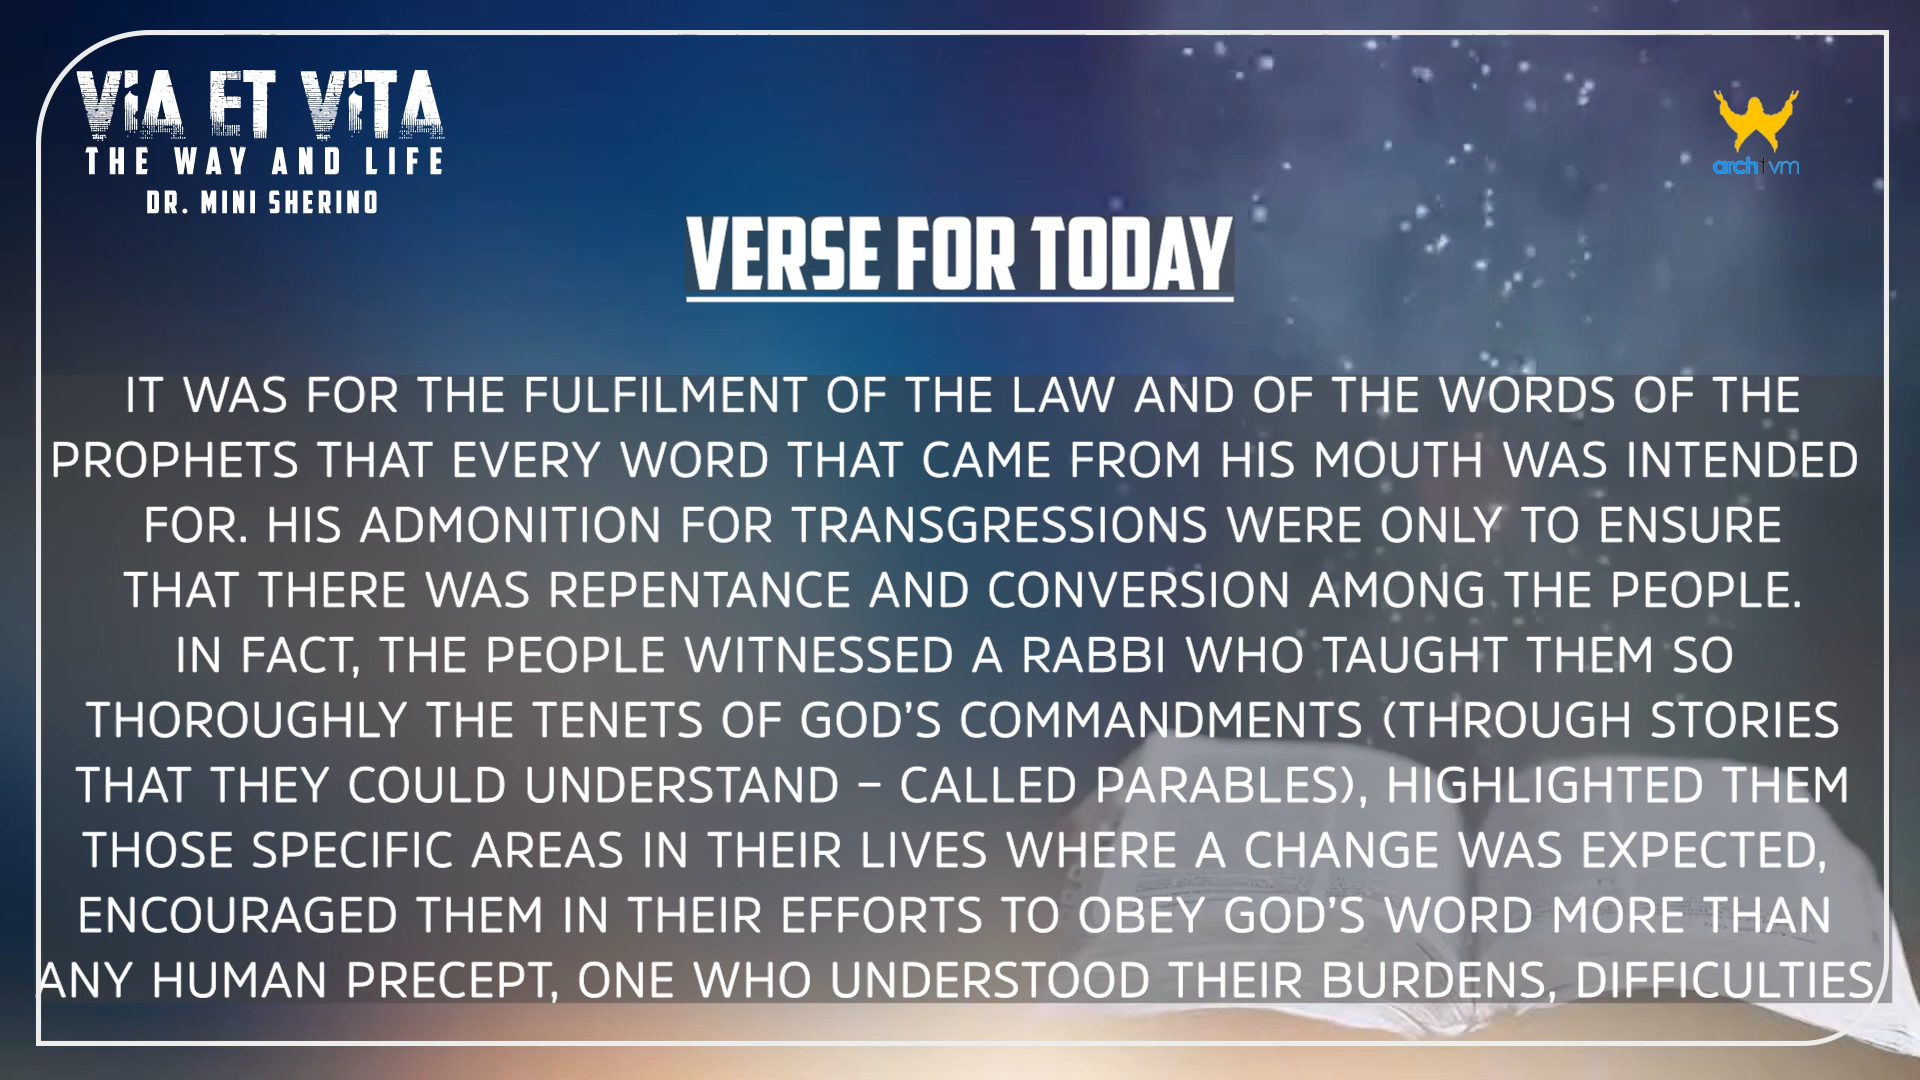 VIA ET VITA
THE WAY AND LIFE
DR. MINI SHERINO
archtvm
VERSE FOR TODAY
IT WAS FOR THE FULFILMENT OF THE LAW AND OF THE WORDS OF THE
PROPHETS THAT EVERY WORD THAT CAME FROM HIS MOUTH WAS INTENDED
FOR. HIS ADMONITION FOR TRANSGRESSIONS WERE ONLY TO ENSURE
THAT THERE WAS REPENTANCE AND CONVERSION AMONG THE PEOPLE.
IN FACT, THE PEOPLE WITNESSED A RABBI WHO TAUGHT THEM SO
THOROUGHLY THE TENETS OF GOD'S COMMANDMENTS (THROUGH STORIES
THAT THEY COULD UNDERSTAND – CALLED PARABLES), HIGHLIGHTED THEM
THOSE SPECIFIC AREAS IN THEIR LIVES WHERE A CHANGE WAS EXPECTED,
ENCOURAGED THEM IN THEIR EFFORTS TO OBEY GOD'S WORD MORE THAN
ANY HUMAN PRECEPT, ONE WHO UNDERSTOOD THEIR BURDENS, DIFFICULTIES,